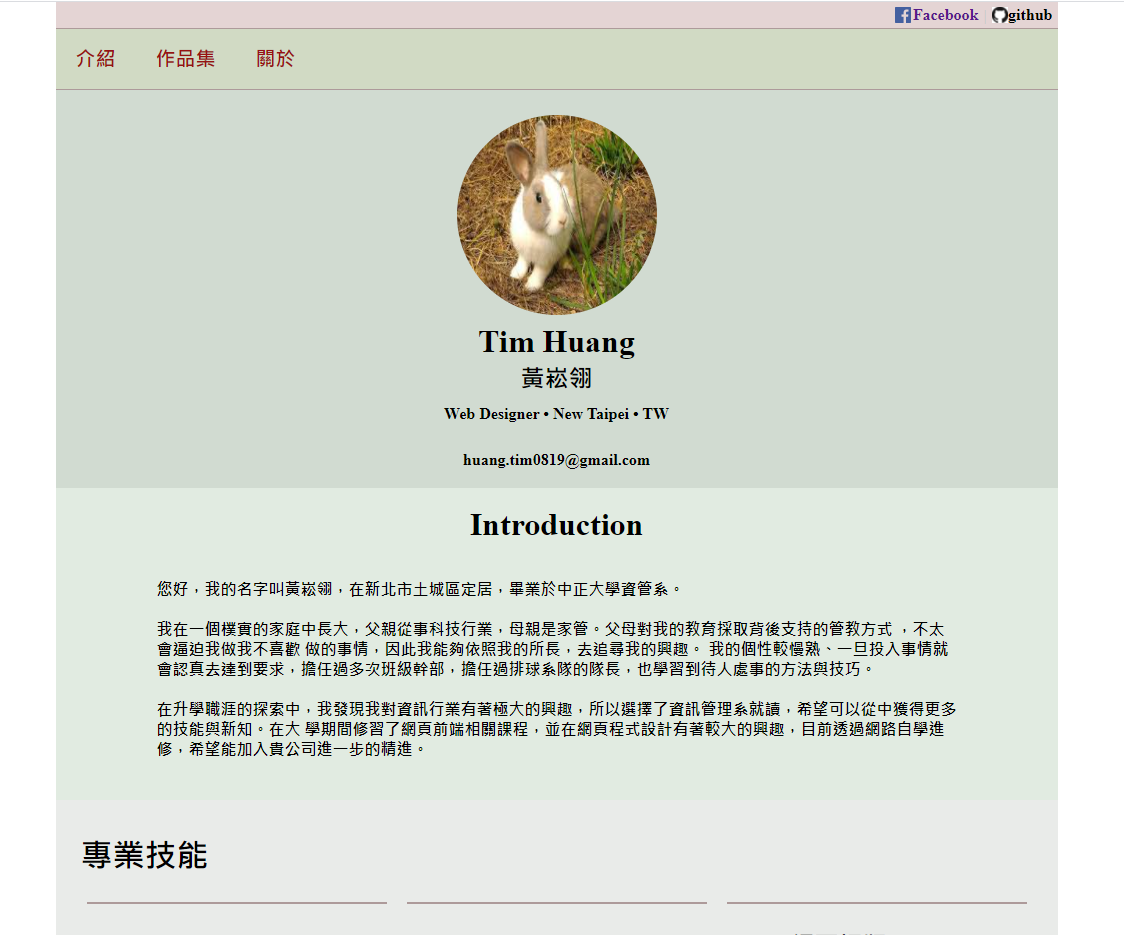 Facebook | github
介紹 作品集 關於
Tim Huang
黃崧翎
Web Designer • New Taipei • TW
huang.tim0819@gmail.com
Introduction
您好，我的名字叫黃崧翎，在新北市土城區定居，畢業於中正大學資管系。
我在一個樸實的家庭中長大，父親從事科技行業，母親是家管。父母對我的教育採取背後支持的管教方式 ，不太
會逼迫我做我不喜歡 做的事情，因此我能夠依照我的所長，去追尋我的興趣。 我的個性較慢熟、一旦投入事情就
會認真去達到要求，擔任過多次班級幹部，擔任過排球系隊的隊長，也學習到待人處事的方法與技巧。
在升學職涯的探索中，我發現我對資訊行業有著極大的興趣，所以選擇了資訊管理系就讀，希望可以從中獲得更多
的技能與新知。在大 學期間修習了網頁前端相關課程，並在網頁程式設計有著較大的興趣，目前透過網路自學進
修，希望能加入貴公司進一步的精進。
專業技能